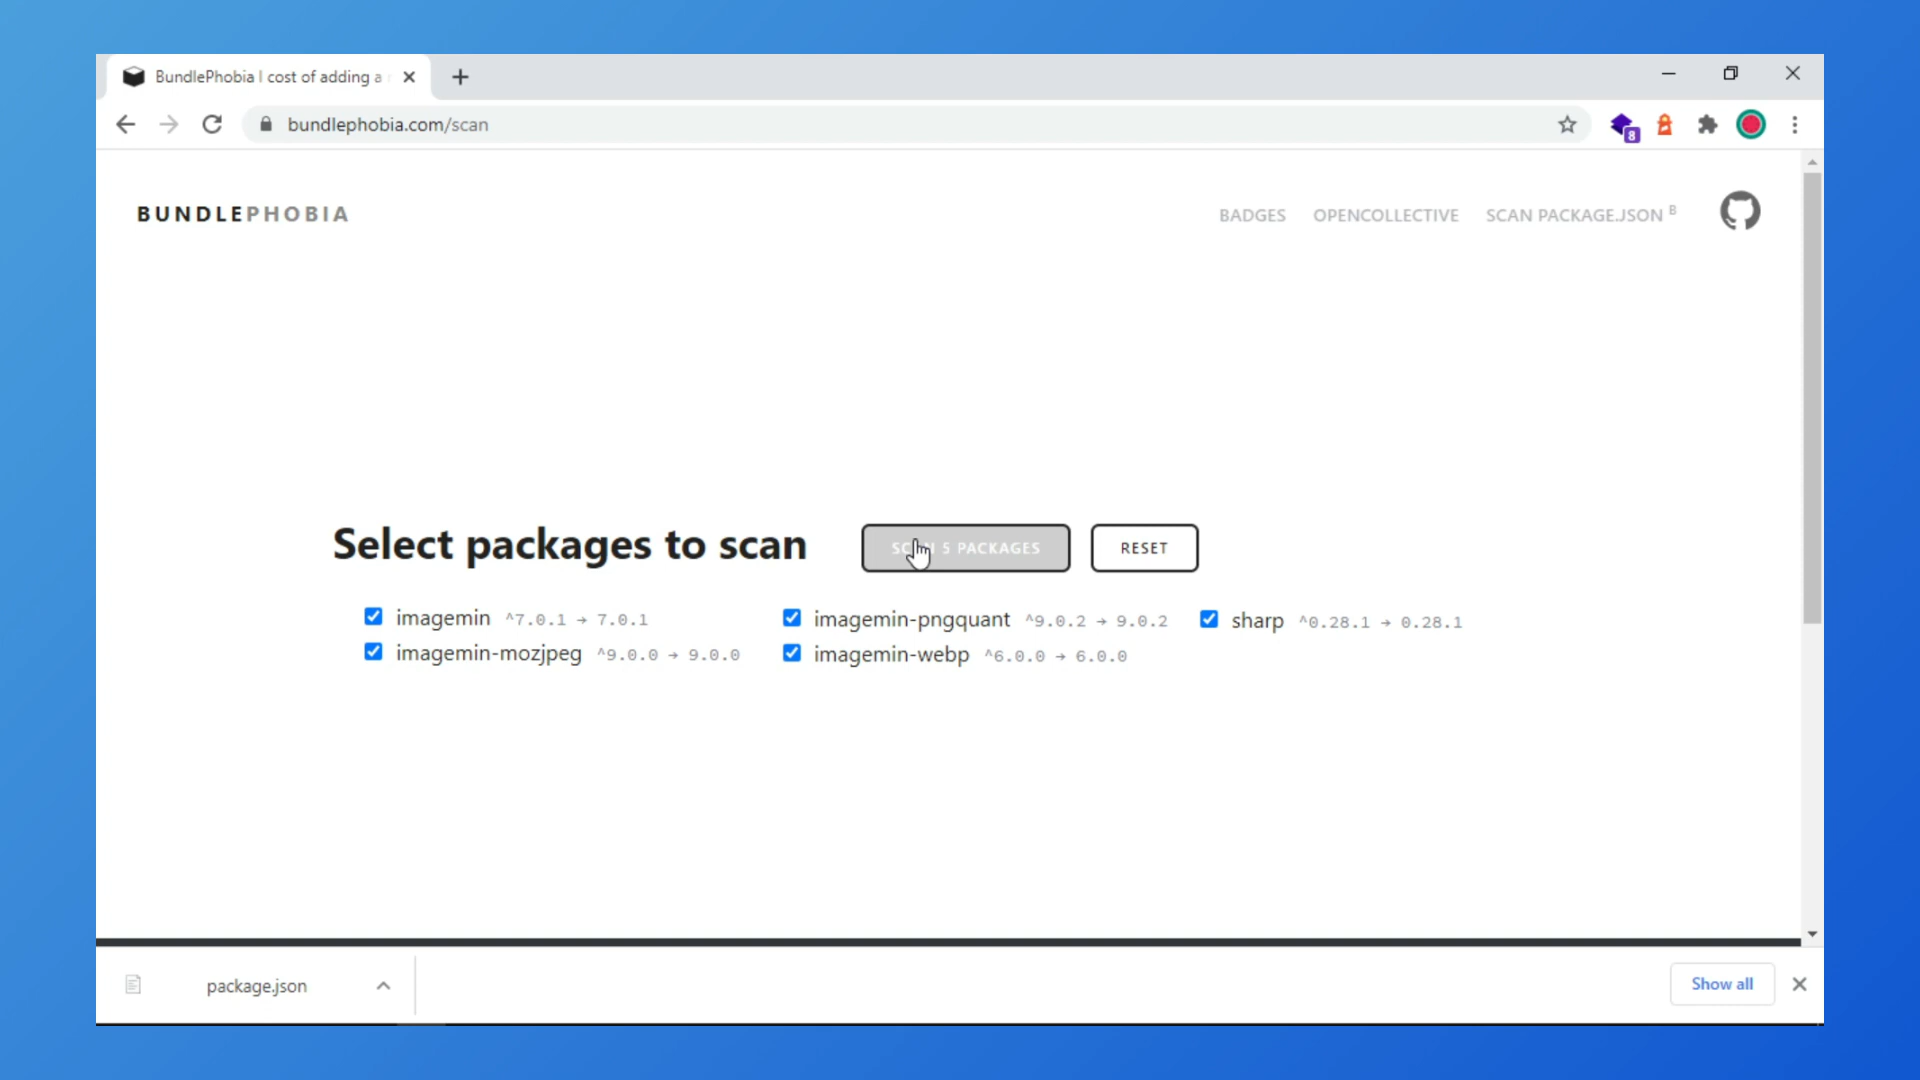 BundlePhobia | cost of adding a
bundlephobia.com/scan
8
BUNDLEPHOBIA
BADGES OPENCOLLECTIVE SCAN PACKAGE.JSON B
Select packages to scan
SCAN 5 PACKAGES
RESET
imagemin ^7.0.1 → 7.0.1
imagemin-pngquant ^9.0.2 → 9.0.2
sharp ^0.28.1 → 0.28.1
imagemin-mozjpeg ^9.0.0 → 9.0.0
imagemin-webp ^6.0.0 → 6.0.0
package.json
Show all